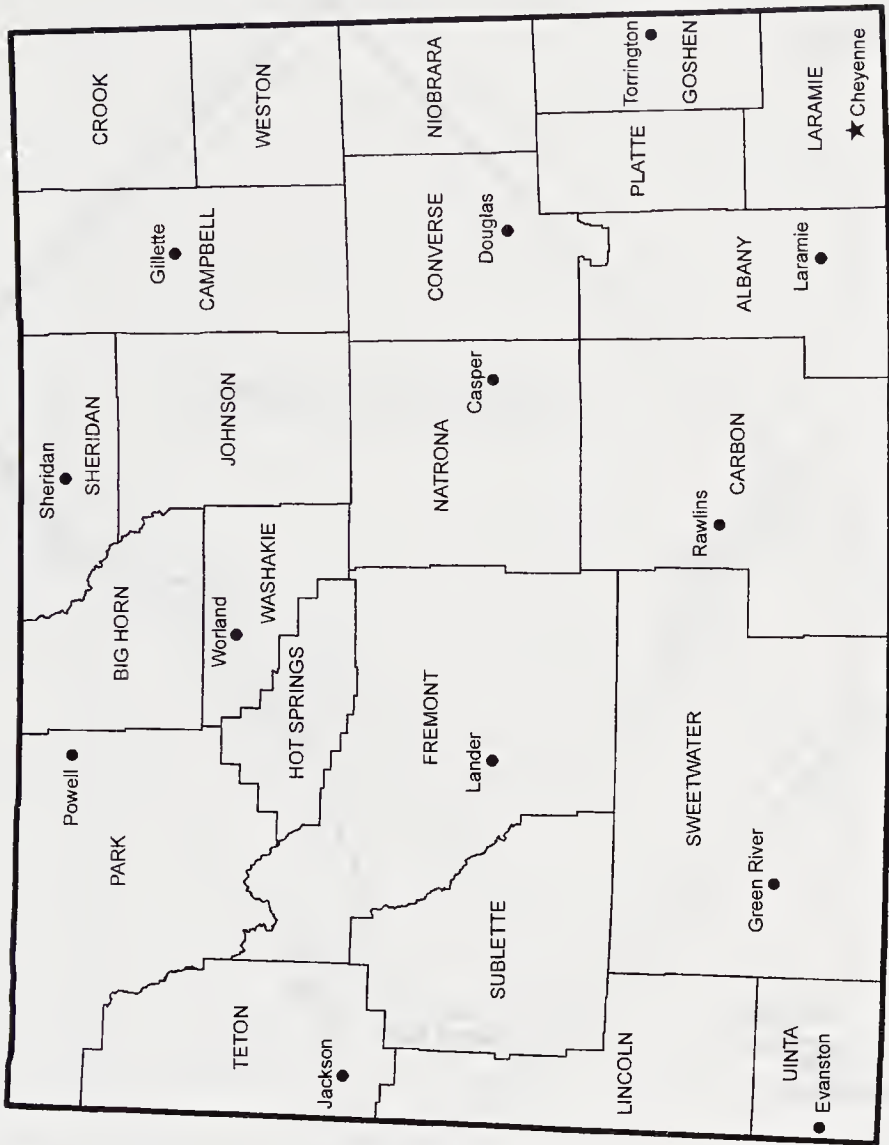 Sheridan
Powell
CROOK
Gillette
SHERIDAN
PARK
BIG HORN
CAMPBELL
Worland
JOHNSON
WASHAKIE
WESTON
TETON
HOT SPRINGS
Jackson
FREMONT
NATRONA
CONVERSE
NIOBRARA
Lander
Casper
Douglas
SUBLETTE
Torrington
PLATTE
GOSHEN
LINCOLN
SWEETWATER
Rawlins
CARBON
ALBANY
Green River
Laramie
LARAMIE
UINTA
Evanston
Cheyenne